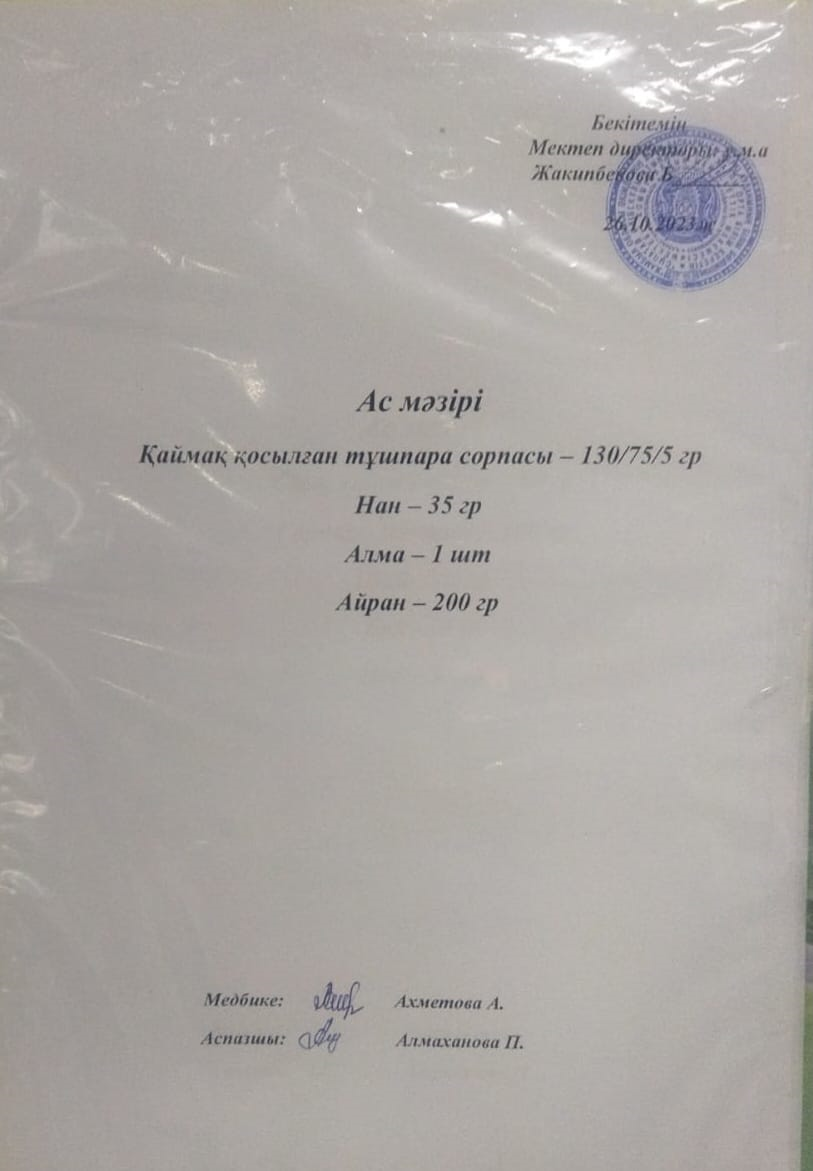 Бекітемін
Мектеп директоры: у.м.а
Жакипбекова Б
26.10.2023ж
Ас мәзірі
Қаймақ қосылған тұшпара сорпасы – 130/75/5 гр
Нан – 35 гр
Алма – 1 шт
Айран – 200 гр
Медбике: Ахметова А.
Аспазшы: Алмаханова П.